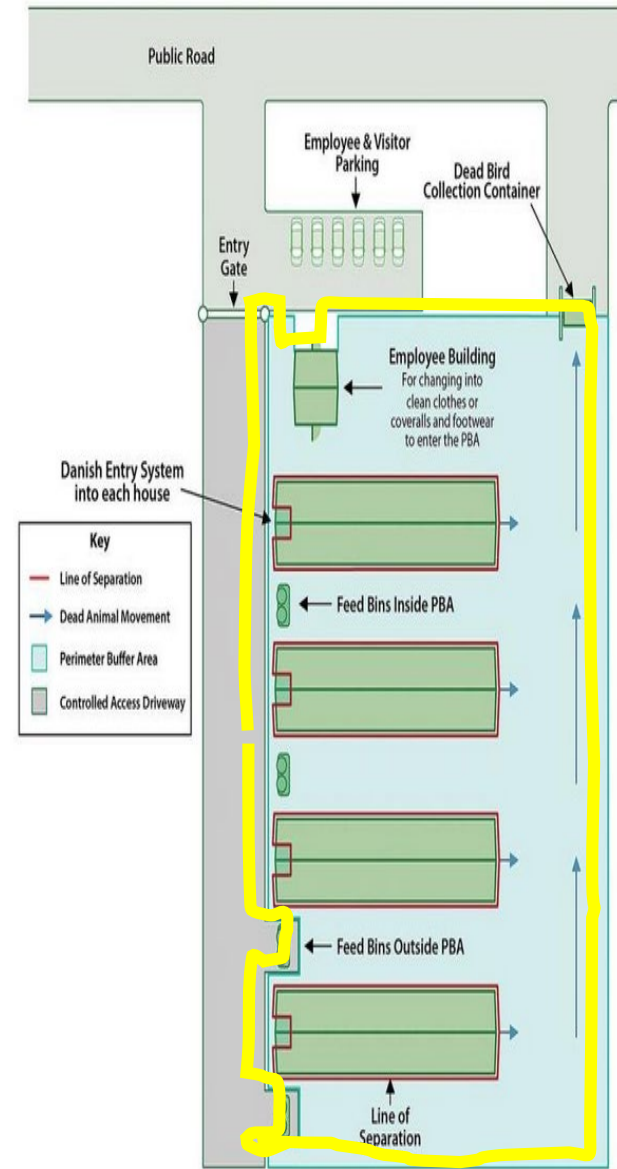 Public Road
Employee & Visitor
Parking
Dead Bird
Collection Container
Entry
Gate
Employee Building
For changing into
clean clothes or
coveralls and footwear
to enter the PBA
Danish Entry System
into each house
Key
Line of Separation
Dead Animal Movement
Perimeter Buffer Area
Controlled Access Driveway
Feed Bins Inside PBA
Feed Bins Outside PBA
Line of
Separation